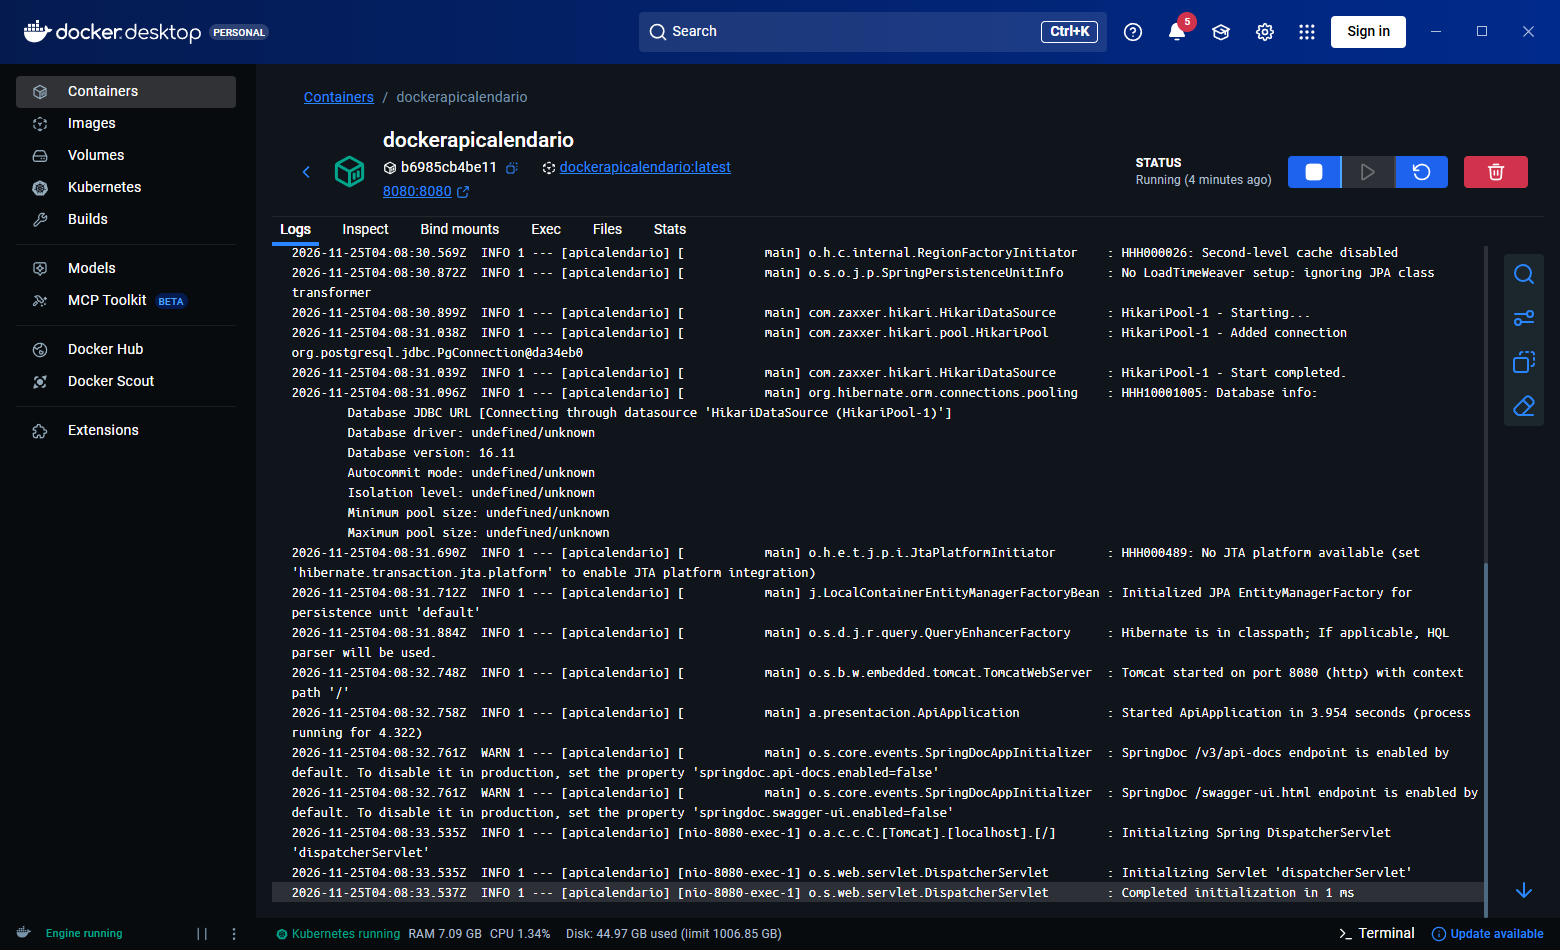 docker.desktop PERSONAL
Search Ctrl+K
5
Sign in
Containers
Images
Volumes
Kubernetes
Builds
Models
MCP Toolkit BETA
Docker Hub
Docker Scout
Extensions
Containers / dockerapicalendario
dockerapicalendario
b6985cb4be11 dockerapicalendario:latest
8080:8080
STATUS
Running (4 minutes ago)
Logs Inspect Bind mounts Exec Files Stats
2026-11-25T04:08:30.569Z INFO 1 --- [apicalendario] [ main] o.h.c.internal.RegionFactoryInitiator : HHH000026: Second-level cache disabled
2026-11-25T04:08:30.872Z INFO 1 --- [apicalendario] [ main] o.s.o.j.p.SpringPersistenceUnitInfo : No LoadTimeWeaver setup: ignoring JPA class
transformer
2026-11-25T04:08:30.899Z INFO 1 --- [apicalendario] [ main] com.zaxxer.hikari.HikariDataSource : HikariPool-1 - Starting...
2026-11-25T04:08:31.038Z INFO 1 --- [apicalendario] [ main] com.zaxxer.hikari.pool.HikariPool : HikariPool-1 - Added connection
org.postgresql.jdbc.PgConnection@da34eb0
2026-11-25T04:08:31.039Z INFO 1 --- [apicalendario] [ main] com.zaxxer.hikari.HikariDataSource : HikariPool-1 - Start completed.
2026-11-25T04:08:31.096Z INFO 1 --- [apicalendario] [ main] org.hibernate.orm.connections.pooling : HHH10001005: Database info:
Database JDBC URL [Connecting through datasource 'HikariDataSource (HikariPool-1)']
Database driver: undefined/unknown
Database version: 16.11
Autocommit mode: undefined/unknown
Isolation level: undefined/unknown
Minimum pool size: undefined/unknown
Maximum pool size: undefined/unknown
2026-11-25T04:08:31.690Z INFO 1 --- [apicalendario] [ main] o.h.e.t.j.p.i.JtaPlatformInitiator : HHH000489: No JTA platform available (set
'hibernate.transaction.jta.platform' to enable JTA platform integration)
2026-11-25T04:08:31.712Z INFO 1 --- [apicalendario] [ main] j.LocalContainerEntityManagerFactoryBean : Initialized JPA EntityManagerFactory for
persistence unit 'default'
2026-11-25T04:08:31.884Z INFO 1 --- [apicalendario] [ main] o.s.d.j.r.query.QueryEnhancerFactory : Hibernate is in classpath; If applicable, HQL
parser will be used.
2026-11-25T04:08:32.748Z INFO 1 --- [apicalendario] [ main] o.s.b.w.embedded.tomcat.TomcatWebServer : Tomcat started on port 8080 (http) with context
path '/'
2026-11-25T04:08:32.758Z INFO 1 --- [apicalendario] [ main] a.presentacion.ApiApplication : Started ApiApplication in 3.954 seconds (process
running for 4.322)
2026-11-25T04:08:32.761Z WARN 1 --- [apicalendario] [ main] o.s.core.events.SpringDocAppInitializer : SpringDoc /v3/api-docs endpoint is enabled by
default. To disable it in production, set the property 'springdoc.api-docs.enabled=false'
2026-11-25T04:08:32.761Z WARN 1 --- [apicalendario] [ main] o.s.core.events.SpringDocAppInitializer : SpringDoc /swagger-ui.html endpoint is enabled by
default. To disable it in production, set the property 'springdoc.swagger-ui.enabled=false'
2026-11-25T04:08:33.535Z INFO 1 --- [apicalendario] [nio-8080-exec-1] o.a.c.c.C.[Tomcat].[localhost].[/] : Initializing Spring DispatcherServlet
'dispatcherServlet'
2026-11-25T04:08:33.535Z INFO 1 --- [apicalendario] [nio-8080-exec-1] o.s.web.servlet.DispatcherServlet : Initializing Servlet 'dispatcherServlet'
2026-11-25T04:08:33.537Z INFO 1 --- [apicalendario] [nio-8080-exec-1] o.s.web.servlet.DispatcherServlet : Completed initialization in 1 ms
Engine running
Kubernetes running RAM 7.09 GB CPU 1.34% Disk: 44.97 GB used (limit 1006.85 GB)
Terminal
Update available